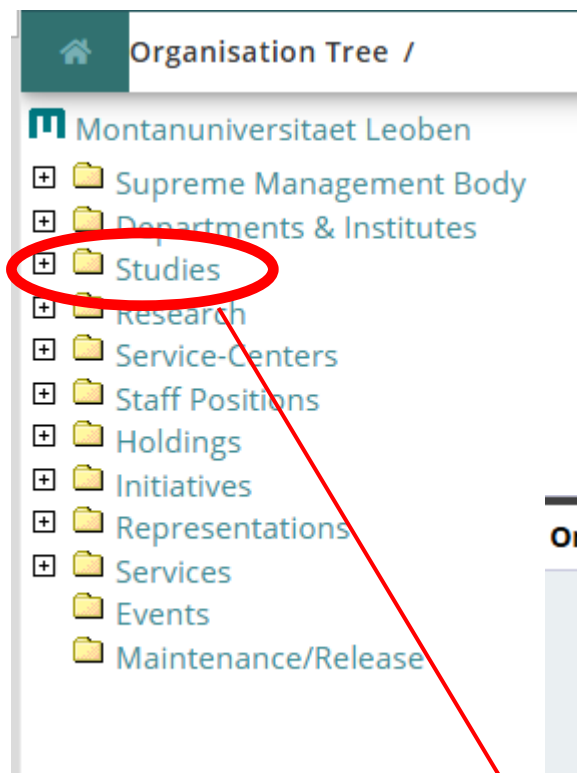 Organisation Tree /
Montanuniversitaet Leoben
Supreme Management Body
Departments & Institutes
Studies
Research
Service-Centers
Staff Positions
Holdings
Initiatives
Representations
Services
Events
Maintenance/Release